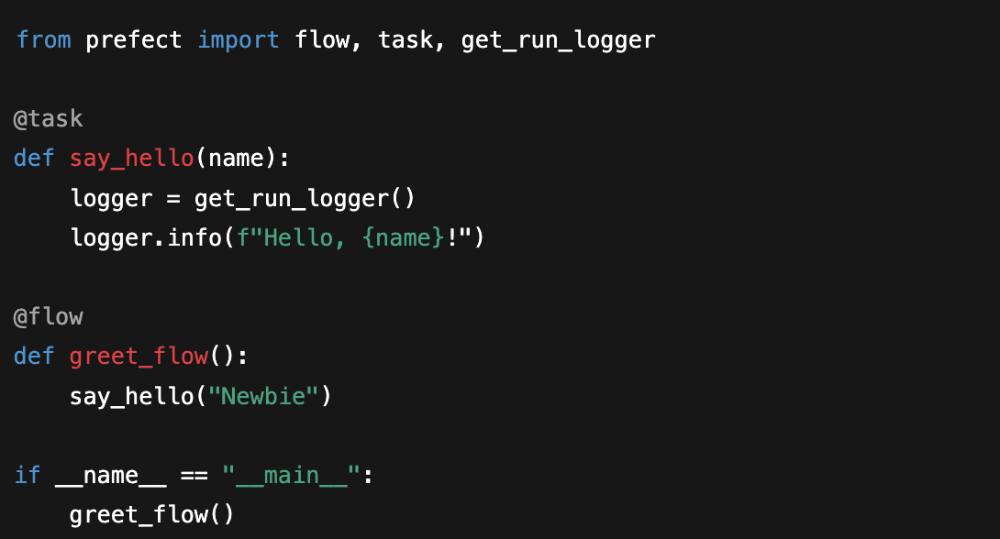 from prefect import flow, task, get_run_logger
@task
def say_hello(name):
    logger = get_run_logger()
    logger.info(f"Hello, {name}!")
@flow
def greet_flow():
    say_hello("Newbie")
if __name__ == "__main__":
    greet_flow()